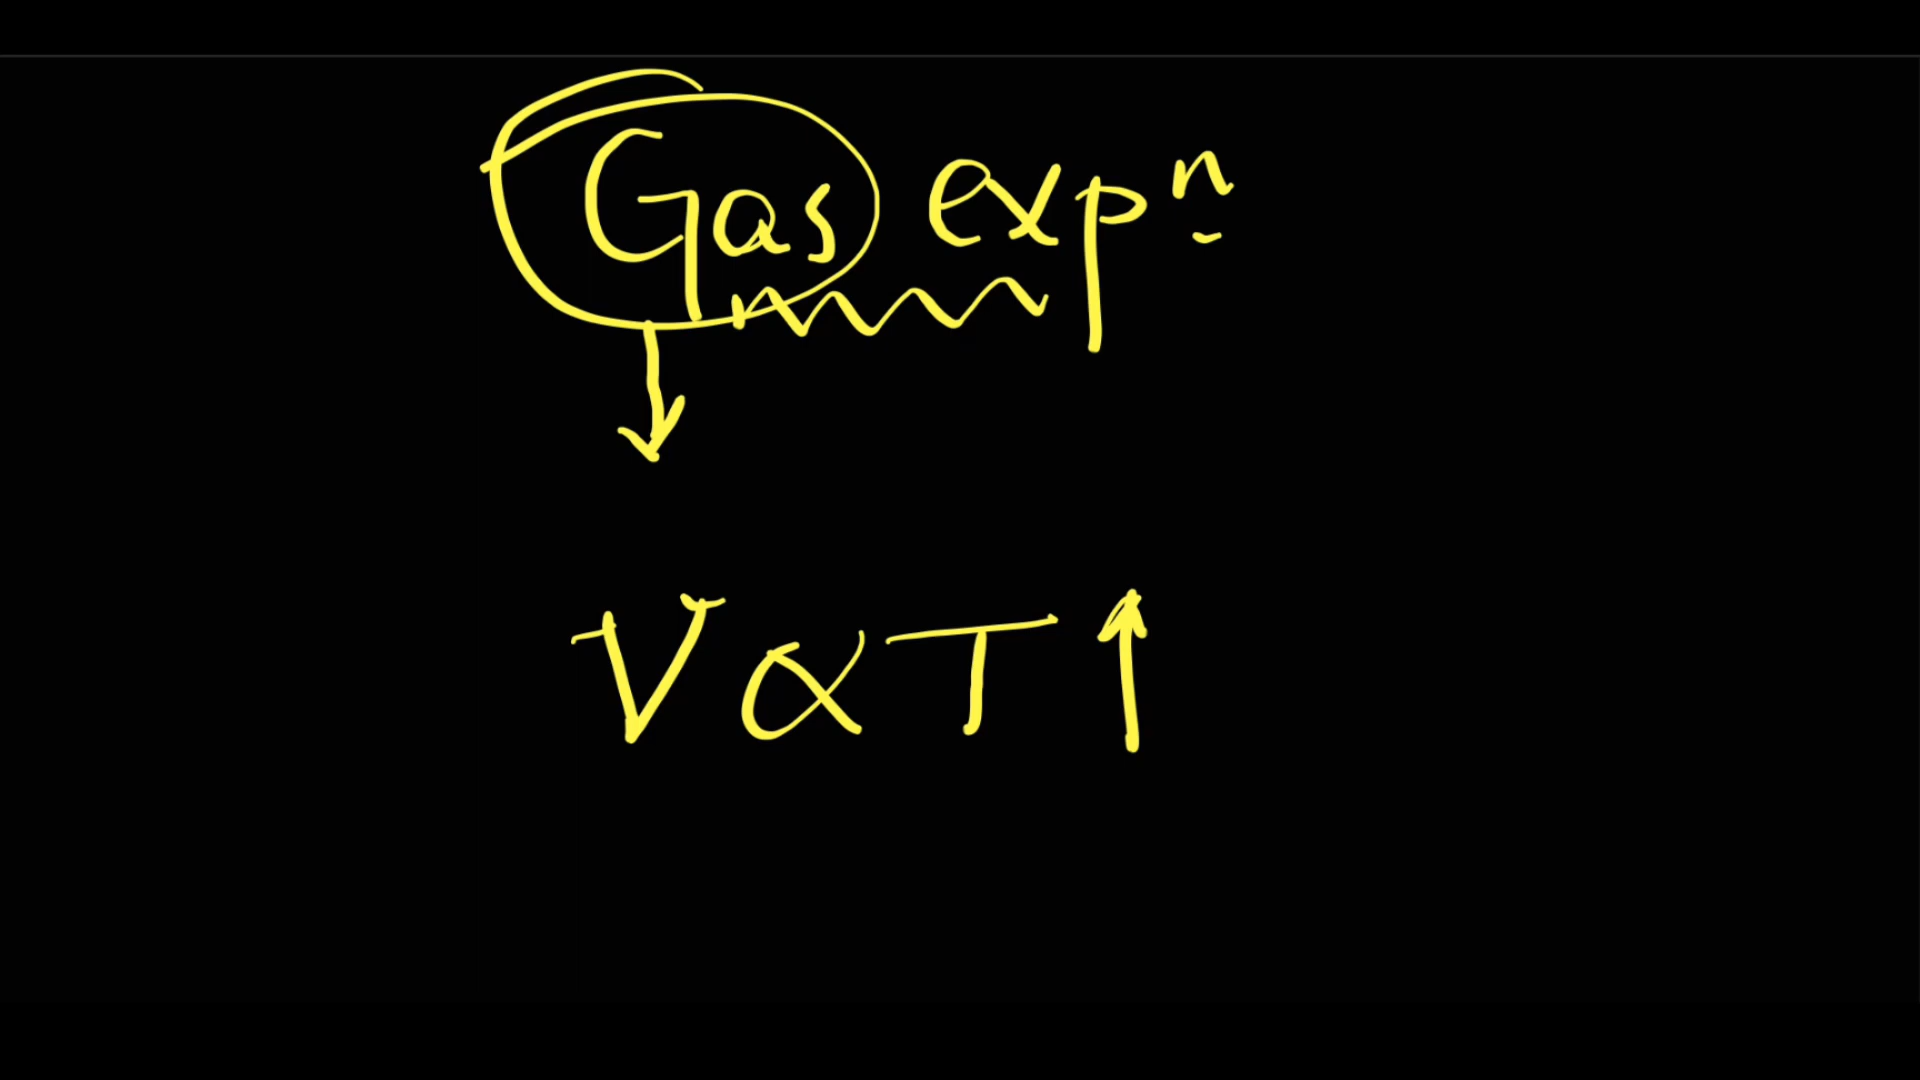 Gas expⁿ
V ∝ T ↑